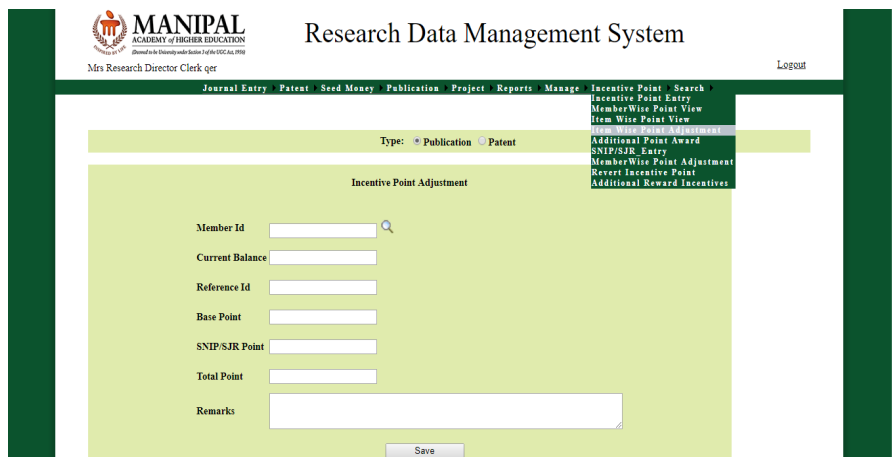 MANIPAL
ACADEMY of HIGHER EDUCATION
(Deemed to be University under Section 3 of the UGC Act, 1956)
INSPIRED BY LIFE
Research Data Management System
Mrs Research Director Clerk qer
Logout
Journal Entry Patent Seed Money Publication Project Reports Manage Incentive Point Search
Incentive Point Entry
MemberWise Point View
Item Wise Point View
Item Wise Point Adjustment
Additional Point Award
SNIP/SJR_Entry
MemberWise Point Adjustment
Revert Incentive Point
Additional Reward Incentives
Type: Publication Patent
Incentive Point Adjustment
Member Id
Current Balance
Reference Id
Base Point
SNIP/SJR Point
Total Point
Remarks
Save